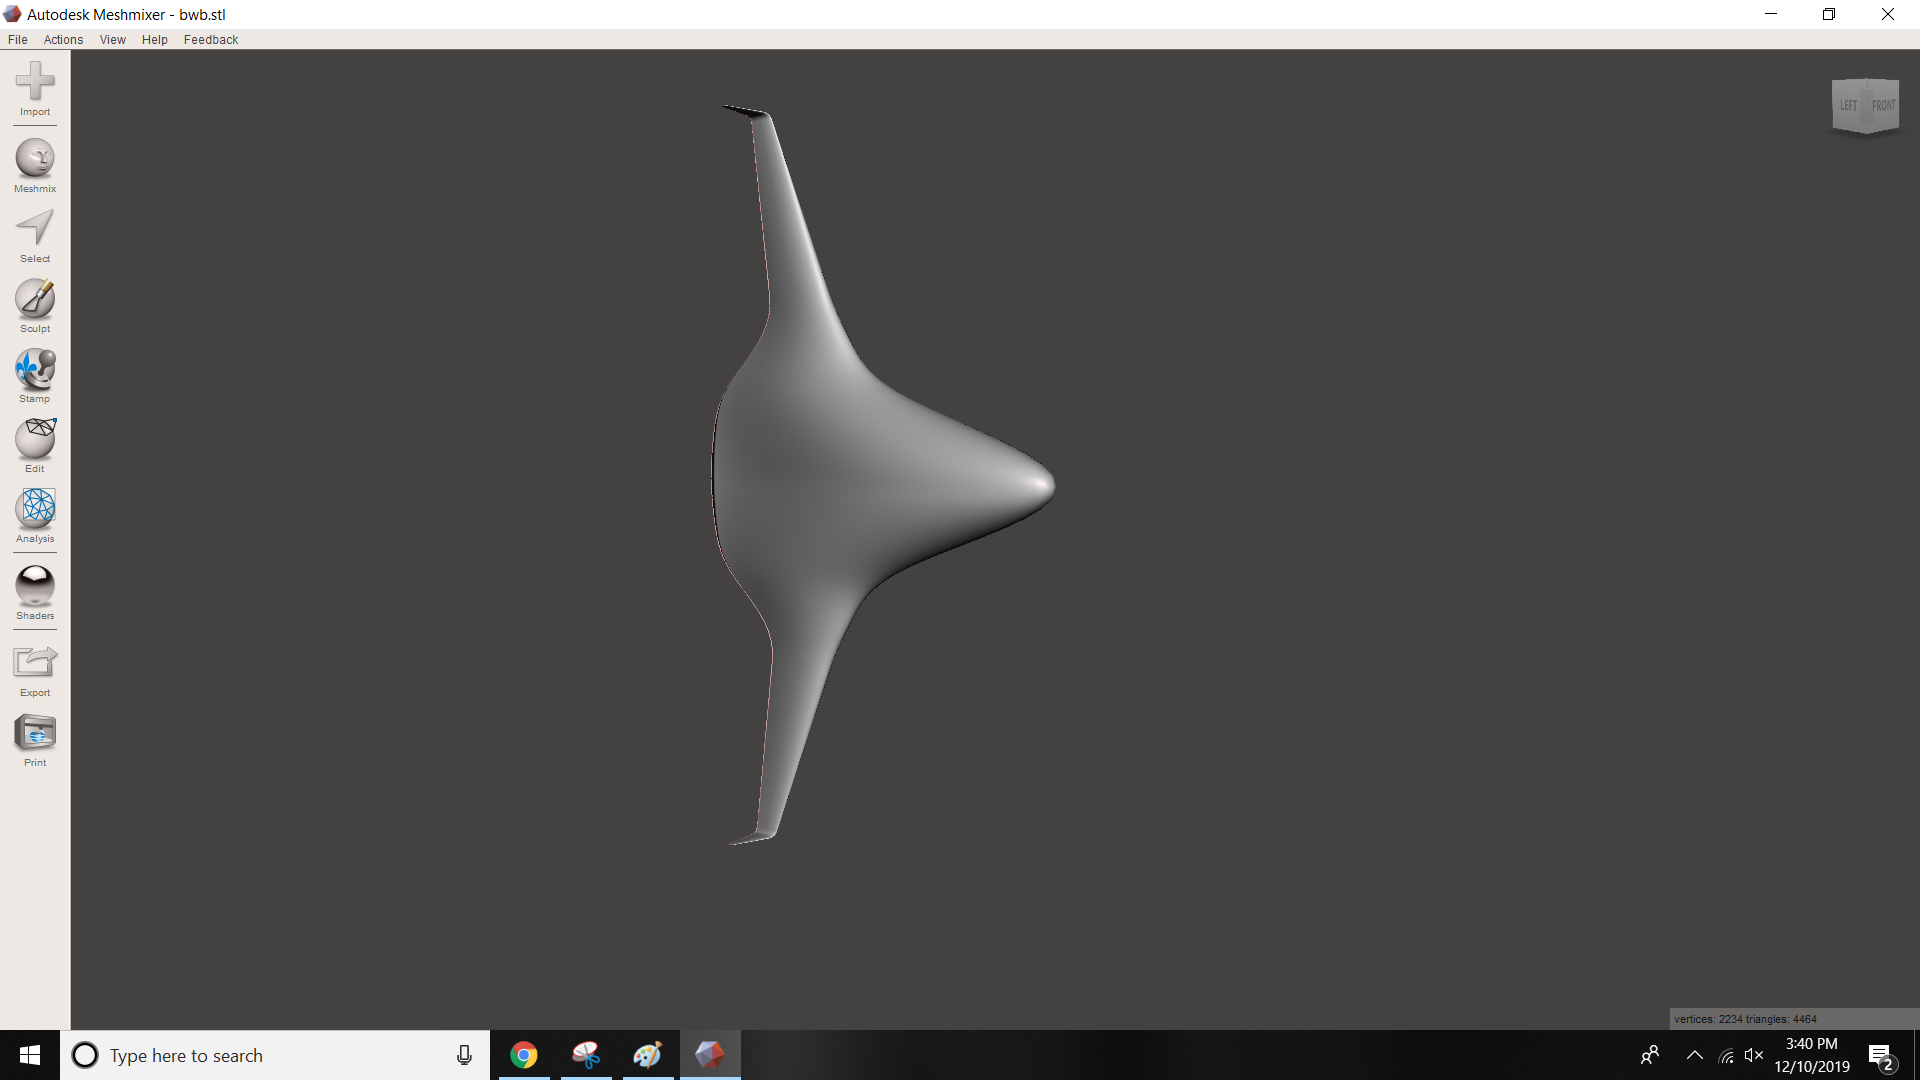 Autodesk Meshmixer - bwb.stl
File Actions View Help Feedback
Import
Meshmix
Select
Sculpt
Stamp
Edit
Analysis
Shaders
Export
Print
LEFT FRONT
vertices: 2234 triangles: 4464
Type here to search
3:40 PM
12/10/2019
2